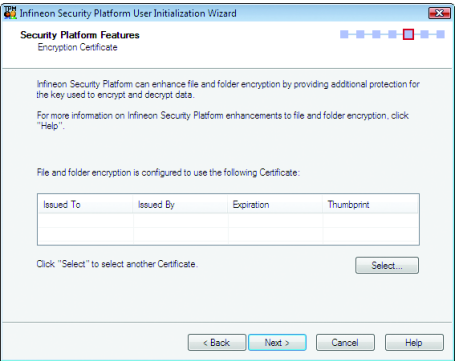 TPM
Infineon Security Platform User Initialization Wizard
Security Platform Features
Encryption Certificate
Infineon Security Platform can enhance file and folder encryption by providing additional protection for
the key used to encrypt and decrypt data.
For more information on Infineon Security Platform enhancements to file and folder encryption, click
"Help".
File and folder encryption is configured to use the following Certificate:
Issued To Issued By Expiration Thumbprint
Click "Select" to select another Certificate.
Select...
< Back Next > Cancel Help